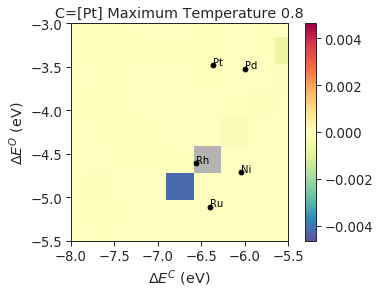 C=[Pt] Maximum Temperature 0.8
−3.0
−3.5
−4.0
−4.5
−5.0
−5.5
ΔE^O (eV)
Pt
Pd
Rh
Ni
Ru
−8.0 −7.5 −7.0 −6.5 −6.0 −5.5
ΔE^C (eV)
0.004
0.002
0.000
−0.002
−0.004